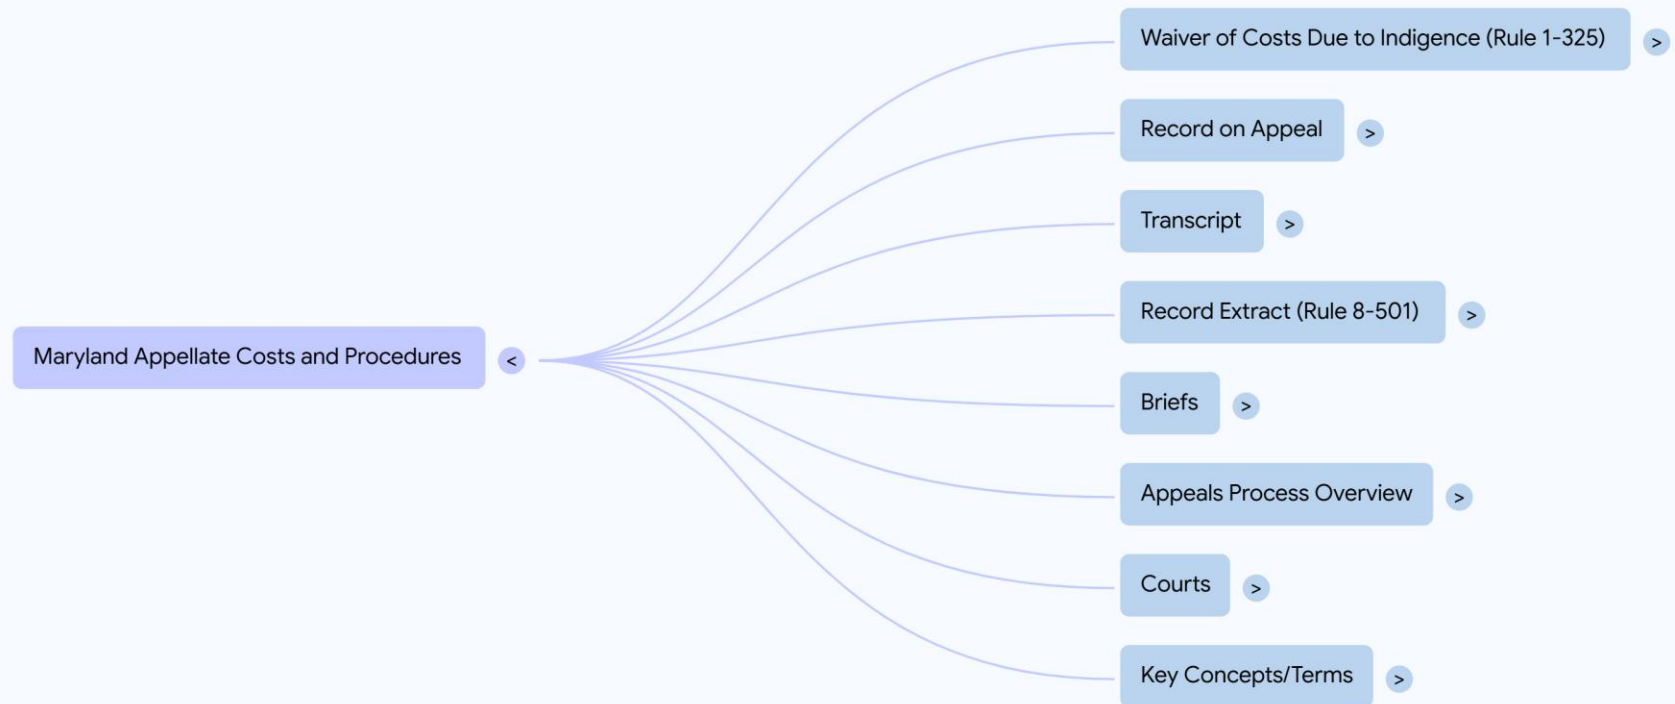 Maryland Appellate Costs and Procedures
<
Waiver of Costs Due to Indigence (Rule 1-325)
>
Record on Appeal
>
Transcript
>
Record Extract (Rule 8-501)
>
Briefs
>
Appeals Process Overview
>
Courts
>
Key Concepts/Terms
>